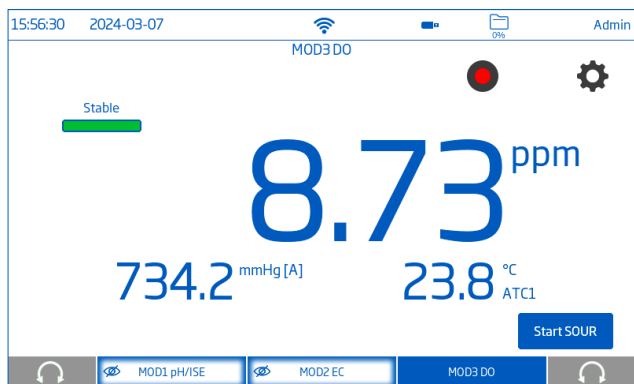 15:56:30 2024-03-07 0% Admin
MOD3 DO
Stable
8.73 ppm
734.2 mmHg [A] 23.8 °C ATC1
Start SOUR
MOD1 pH/ISE MOD2 EC MOD3 DO